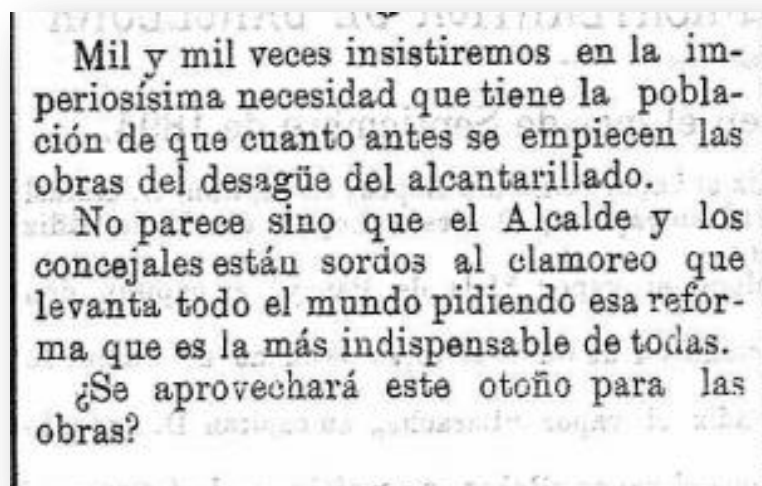 Mil y mil veces insistiremos en la im-
periosísima necesidad que tiene la pobla-
ción de que cuanto antes se empiecen las
obras del desagüe del alcantarillado.
No parece sino que el Alcalde y los
concejales están sordos al clamoreo que
levanta todo el mundo pidiendo esa refor-
ma que es la más indispensable de todas.
¿Se aprovechará este otoño para las
obras?